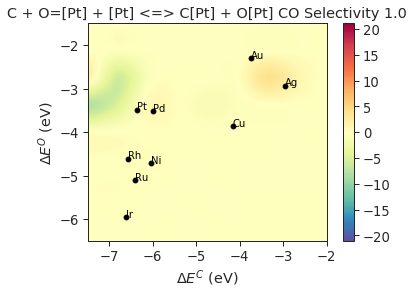 C + O=[Pt] + [Pt] <=> C[Pt] + O[Pt] CO Selectivity 1.0
ΔE^O (eV)
−2
−3
−4
−5
−6
Au
Ag
Pt
Pd
Cu
Rh
Ni
Ru
Ir
−7
−6
−5
−4
−3
−2
ΔE^C (eV)
20
15
10
5
0
−5
−10
−15
−20